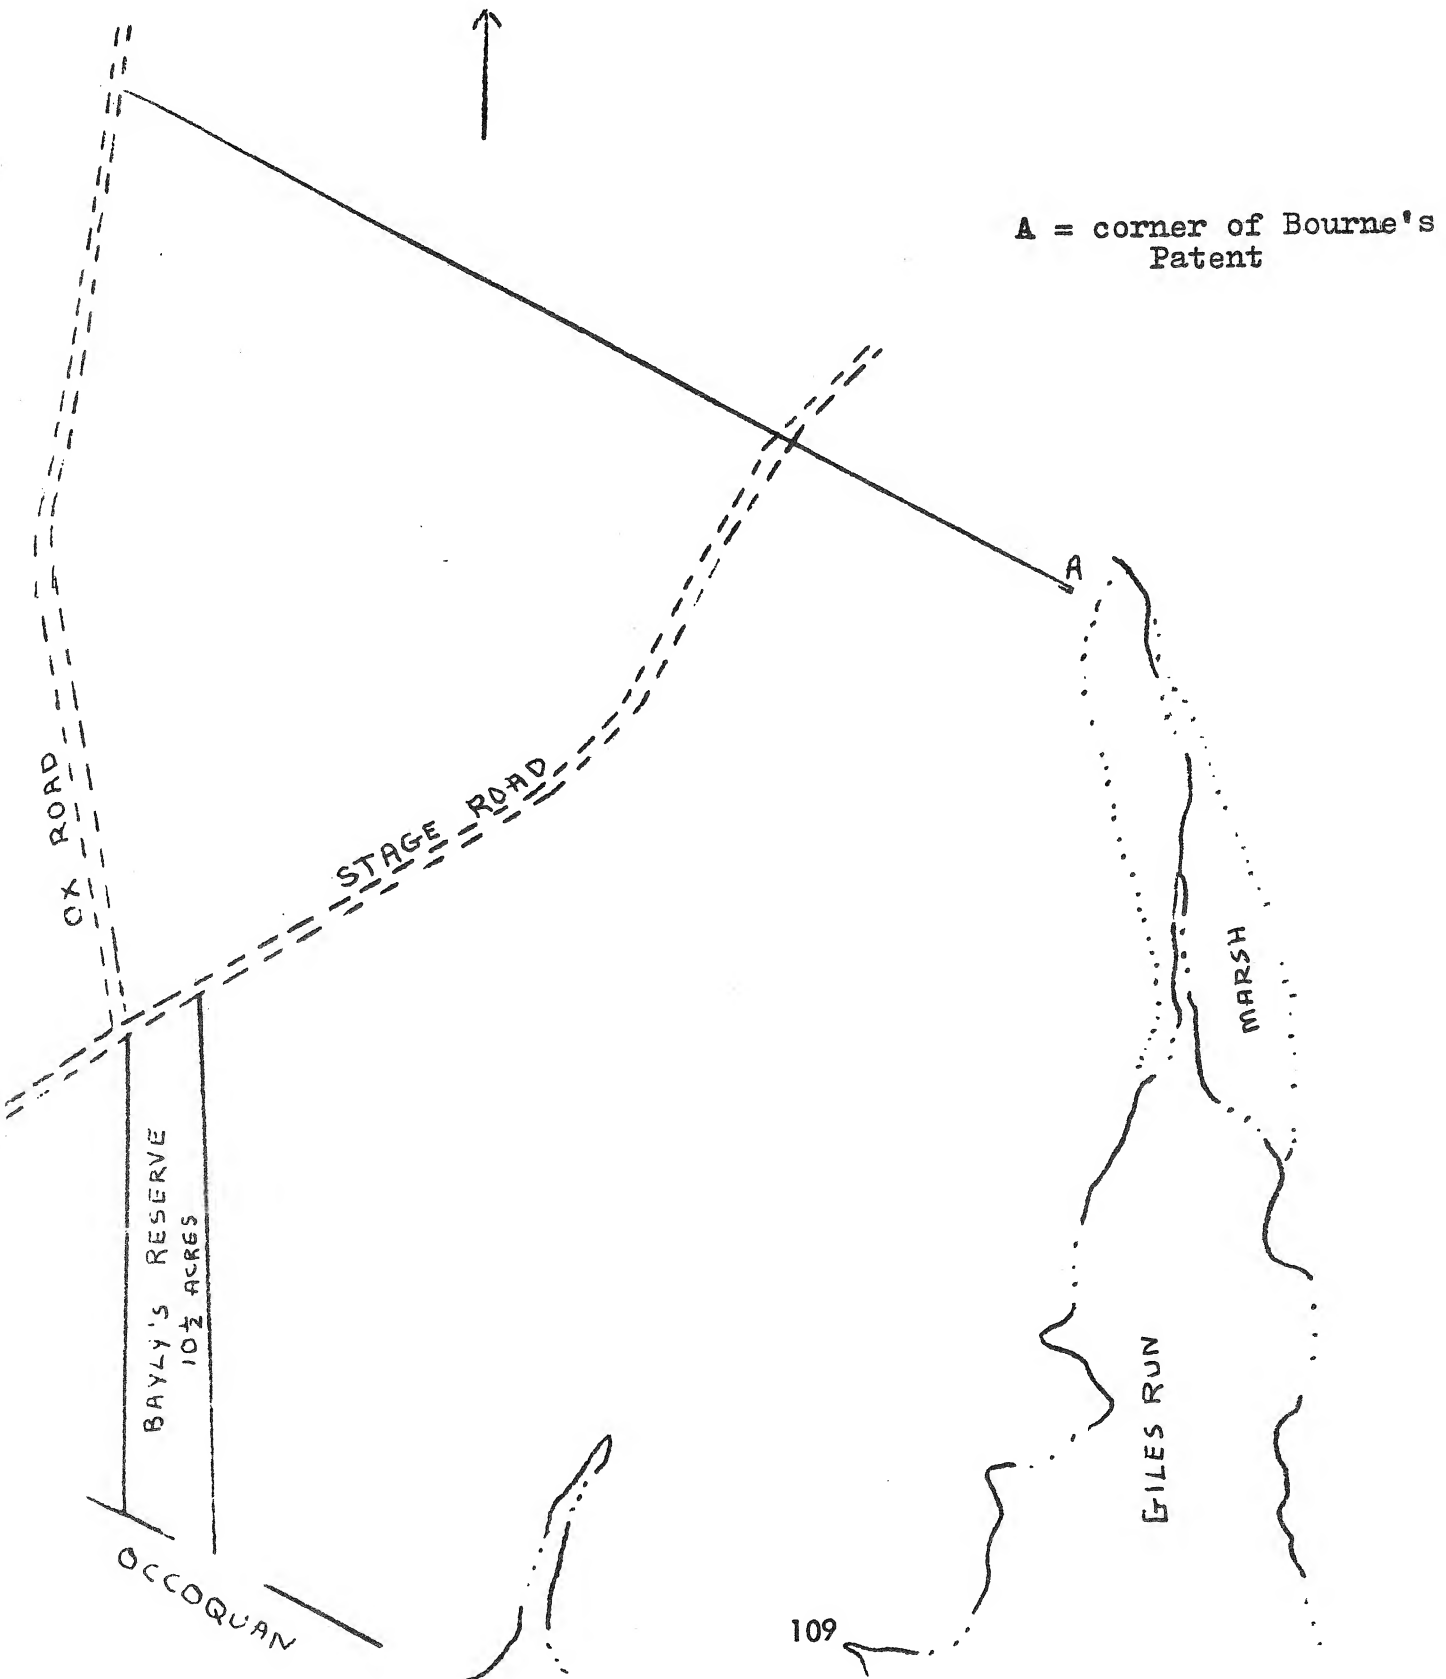 A = corner of Bourne's
Patent
A
OX ROAD
STAGE ROAD
MARSH
BAYLY'S RESERVE
10½ ACRES
GILES RUN
OCCOQUAN
109